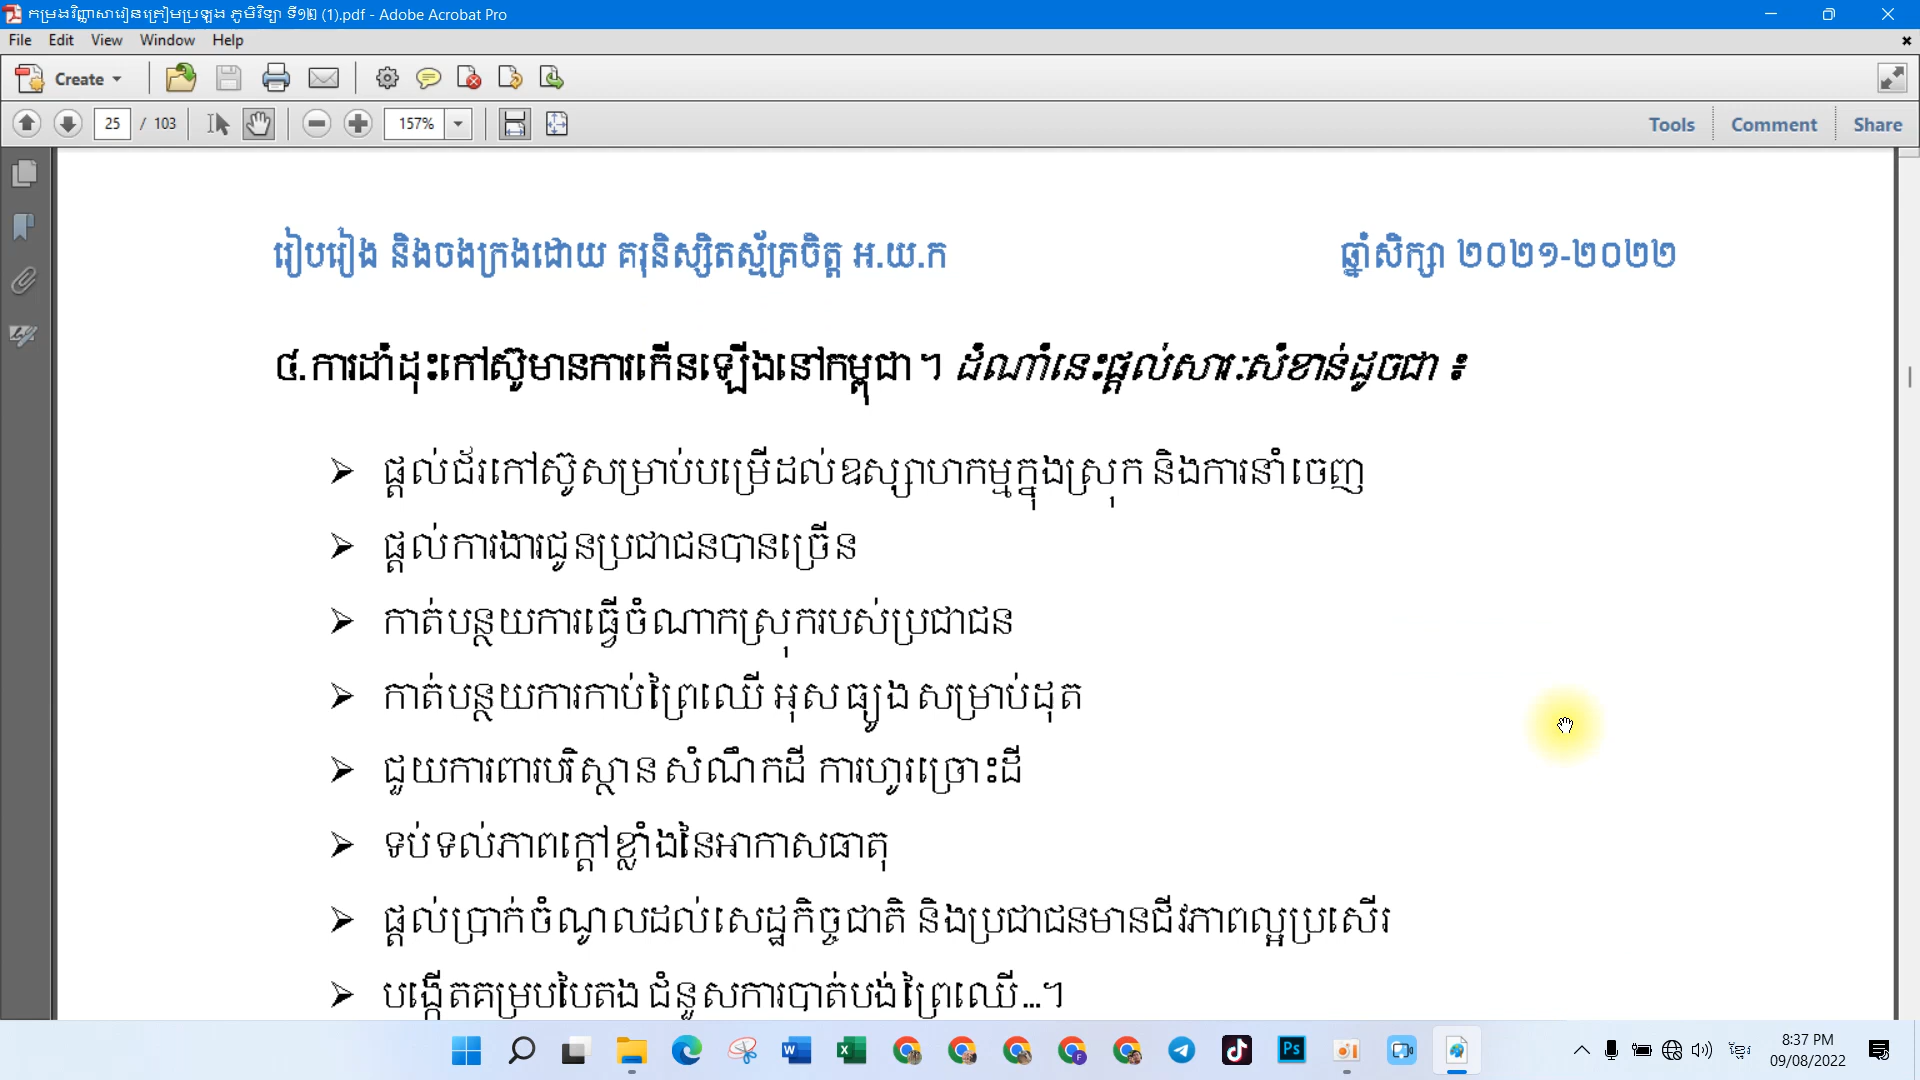 កម្រងវិញ្ញាសារៀនត្រៀមប្រឡង ភូមិវិទ្យា ទី១២ (1).pdf - Adobe Acrobat Pro
File Edit View Window Help
Create
25 / 103 157% Tools Comment Share
រៀបរៀង និងចងក្រងដោយ គរុនិស្សិតស្ម័គ្រចិត្ត អ.យ.ក ឆ្នាំសិក្សា ២០២១-២០២២
៤.ការដាំដុះកៅស៊ូមានការកើនឡើងនៅកម្ពុជា។ ដំណាំនេះផ្តល់សារៈសំខាន់ដូចជា ៖
➢ ផ្តល់ជ័រកៅស៊ូសម្រាប់បម្រើដល់ឧស្សាហកម្មក្នុងស្រុក និងការនាំចេញ
➢ ផ្តល់ការងារជូនប្រជាជនបានច្រើន
➢ កាត់បន្ថយការធ្វើចំណាកស្រុករបស់ប្រជាជន
➢ កាត់បន្ថយការកាប់ព្រៃឈើ អុស ធ្យូង សម្រាប់ដុត
➢ ជួយការពារបរិស្ថាន សំណឹកដី ការហូរច្រោះដី
➢ ទប់ទល់ភាពក្តៅខ្លាំងនៃអាកាសធាតុ
➢ ផ្តល់ប្រាក់ចំណូលដល់សេដ្ឋកិច្ចជាតិ និងប្រជាជនមានជីវភាពល្អប្រសើរ
➢ បង្កើតគម្របបៃតង ជំនួសការបាត់បង់ព្រៃឈើ...។
ខ្មែរ 8:37 PM
09/08/2022